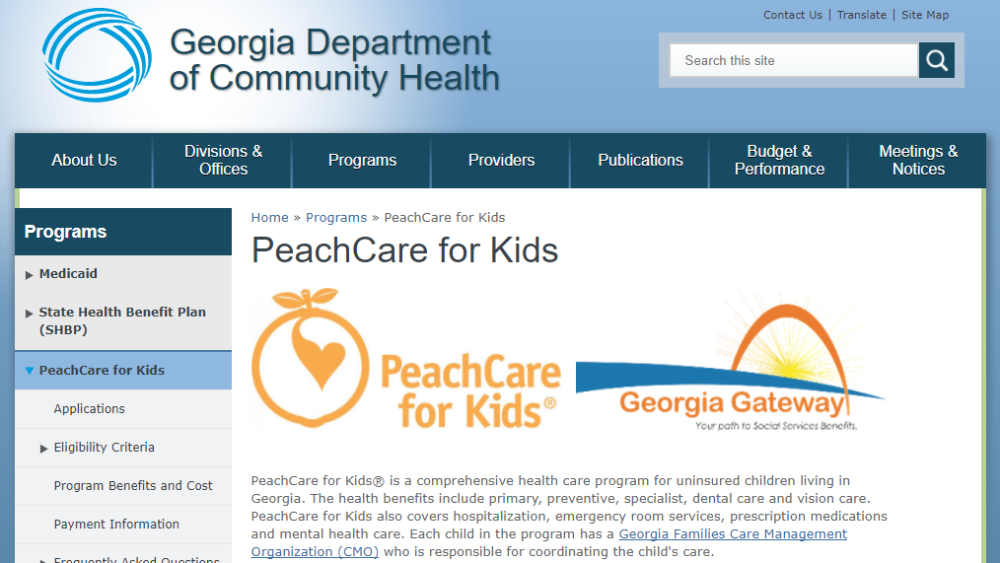 Contact Us | Translate | Site Map
Georgia Department
of Community Health
Search this site
About Us
Divisions &
Offices
Programs
Providers
Publications
Budget &
Performance
Meetings &
Notices
Programs
Medicaid
State Health Benefit Plan
(SHBP)
PeachCare for Kids
Applications
Eligibility Criteria
Program Benefits and Cost
Payment Information
Frequently Asked Questions
Home » Programs » PeachCare for Kids
PeachCare for Kids
PeachCare
for Kids®
Georgia Gateway
Your path to Social Services Benefits.
PeachCare for Kids® is a comprehensive health care program for uninsured children living in
Georgia. The health benefits include primary, preventive, specialist, dental care and vision care.
PeachCare for Kids also covers hospitalization, emergency room services, prescription medications
and mental health care. Each child in the program has a Georgia Families Care Management
Organization (CMO) who is responsible for coordinating the child's care.